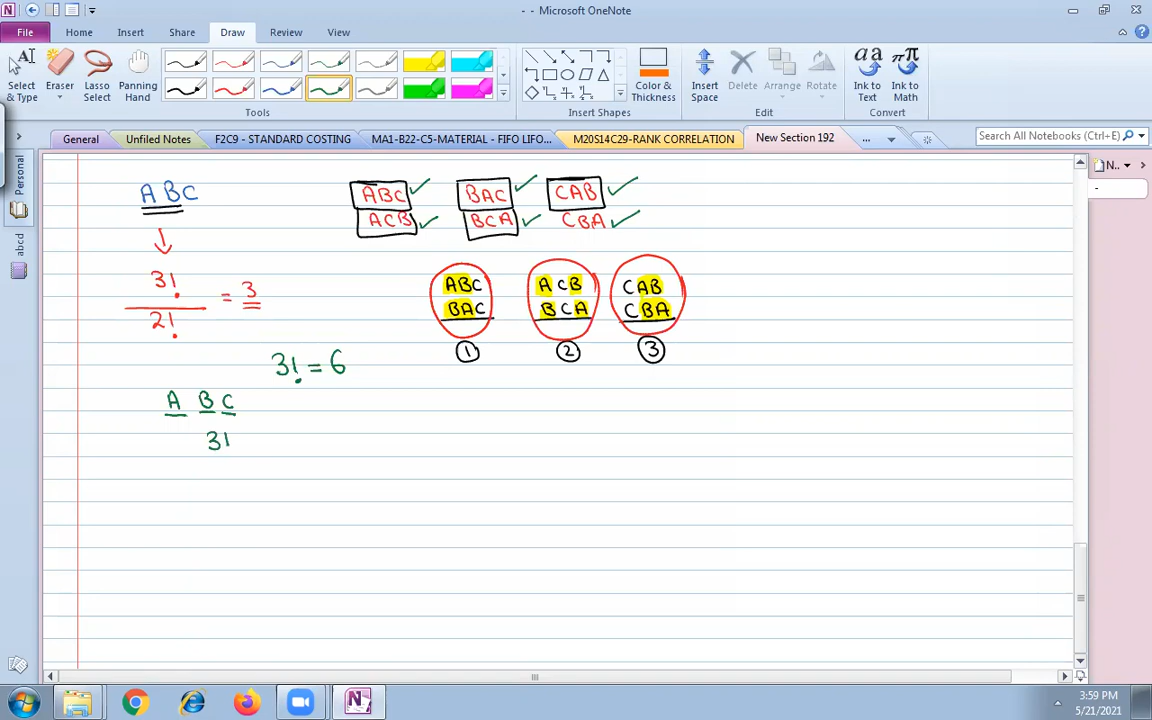 - - Microsoft OneNote
File Home Insert Share Draw Review View
Select & Type
Eraser
Lasso Select
Panning Hand
Color & Thickness
Insert Space
Delete
Arrange
Rotate
Ink to Text
Ink to Math
Tools
Insert Shapes
Edit
Convert
General
Unfiled Notes
F2C9 - STANDARD COSTING
MA1-B22-C5-MATERIAL - FIFO LIFO...
M20S14C29-RANK CORRELATION
New Section 192
...
Search All Notebooks (Ctrl+E)
Personal
abcd
N..
-
ABC
3!
2!
= 3
ABC BAC CAB
ACB BCA CBA
ABC ACB CAB
BAC BCA CBA
1 2 3
3! = 6
A B C
3!
3:59 PM
5/21/2021